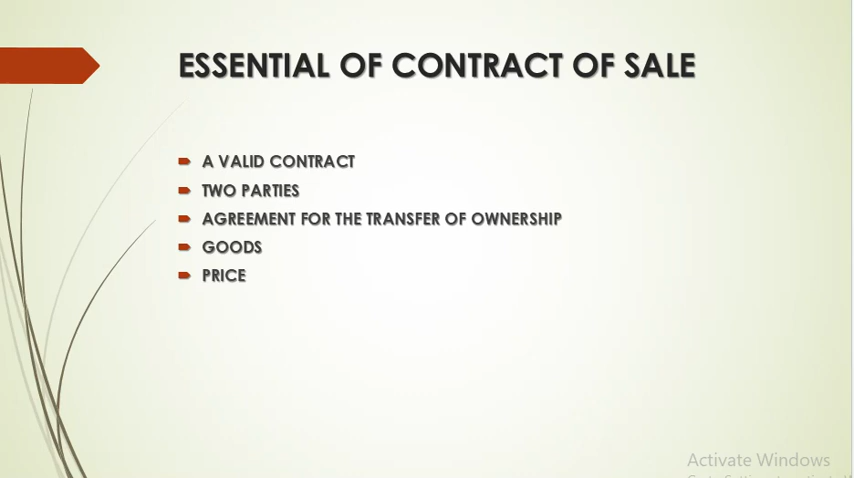 ESSENTIAL OF CONTRACT OF SALE
A VALID CONTRACT
TWO PARTIES
AGREEMENT FOR THE TRANSFER OF OWNERSHIP
GOODS
PRICE
Activate Windows